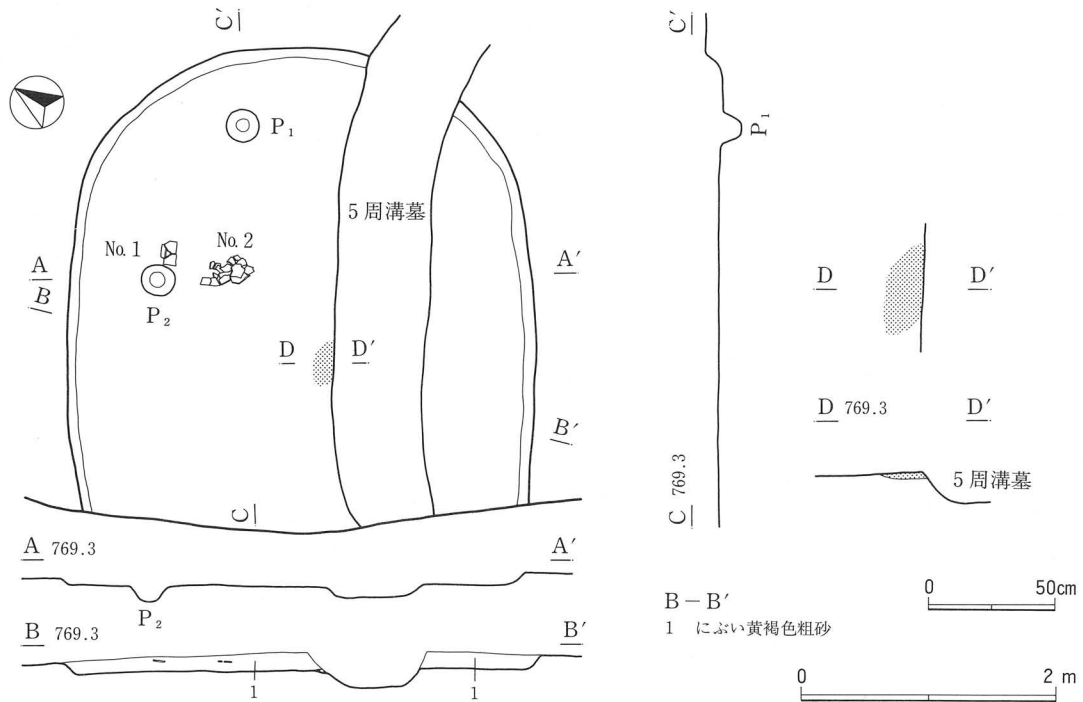 C′
P₁
5周溝墓
No. 1
No. 2
A
A′
B
P₂
D
D′
B′
C
A 769.3
A′
P₂
B 769.3
B′
1
1
C′
P₁
C 769.3
D
D′
D 769.3
D′
5周溝墓
B－B′
1 にぶい黄褐色粗砂
0 50cm
0 2 m